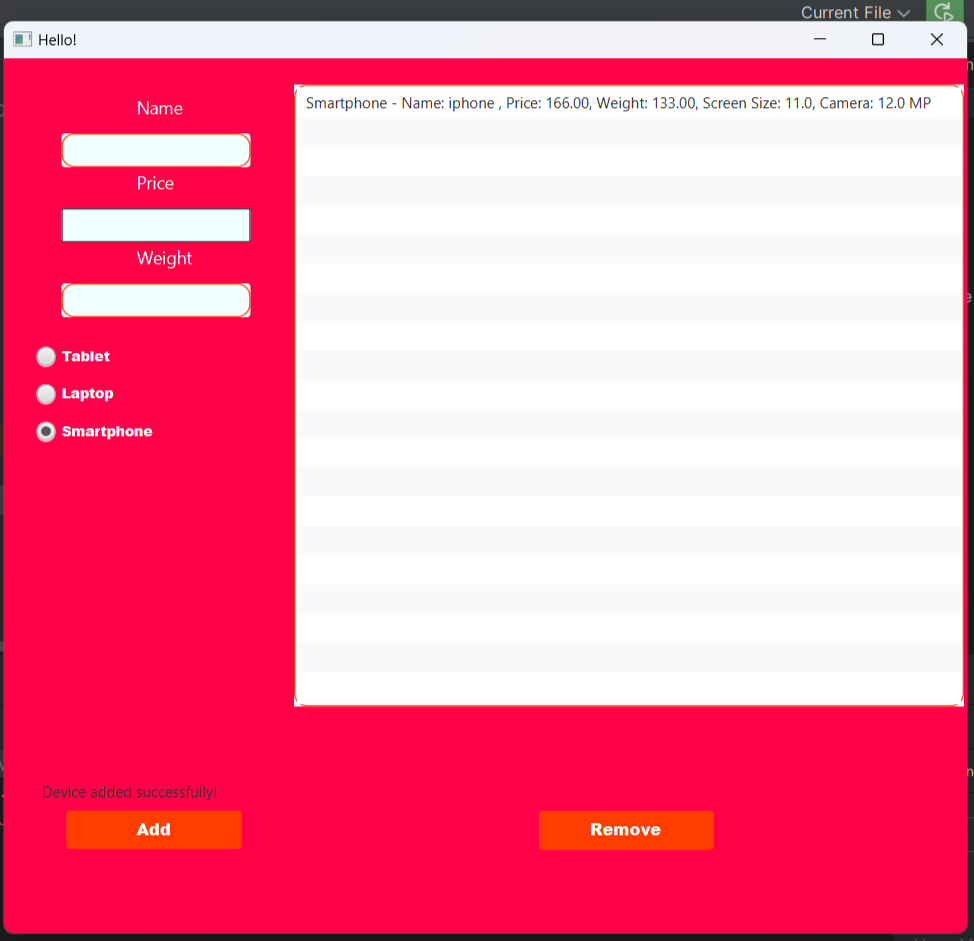 Current File
Hello!
Name
Smartphone - Name: iphone , Price: 166.00, Weight: 133.00, Screen Size: 11.0, Camera: 12.0 MP
Price
Weight
Tablet
Laptop
Smartphone
Device added successfully!
Add
Remove